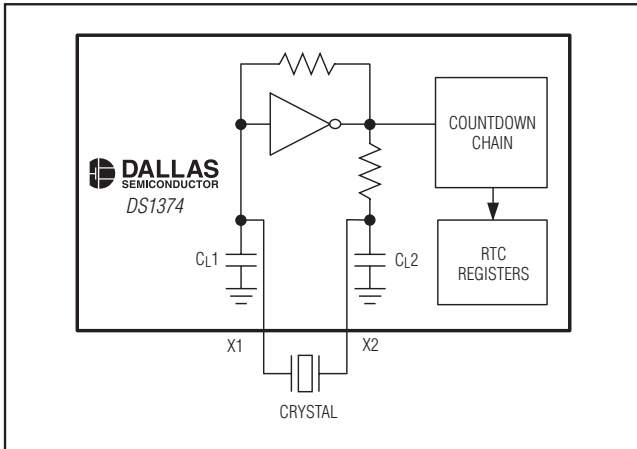 DALLAS
SEMICONDUCTOR
DS1374
COUNTDOWN
CHAIN
RTC
REGISTERS
CL1
CL2
X1
X2
CRYSTAL